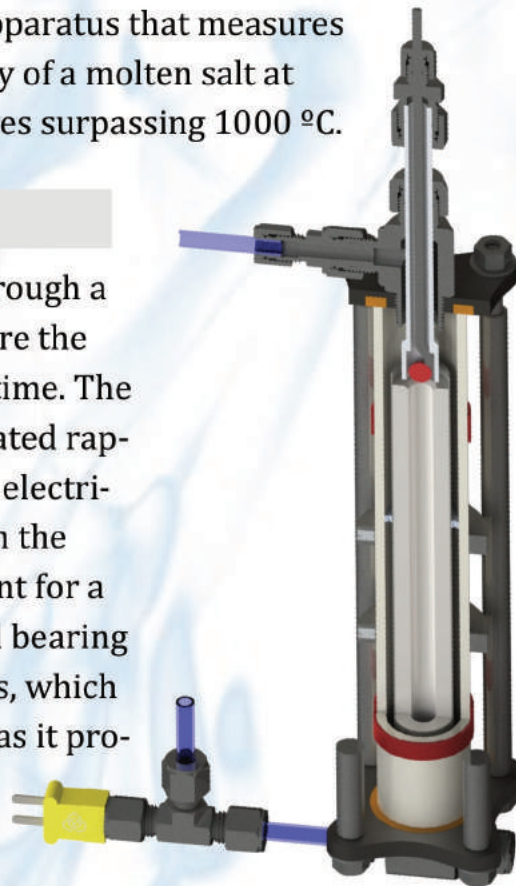 pparatus that measures
y of a molten salt at
es surpassing 1000 ºC.
rough a
re the
time. The
ated rap-
electri-
n the
nt for a
l bearing
s, which
as it pro-